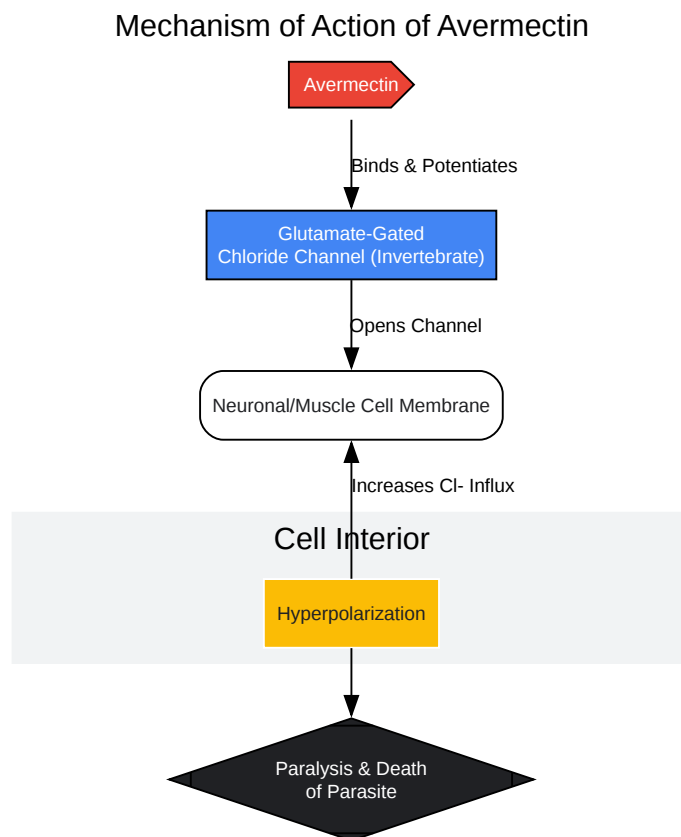 Mechanism of Action of Avermectin
Avermectin
Binds & Potentiates
Glutamate-Gated
Chloride Channel (Invertebrate)
Opens Channel
Neuronal/Muscle Cell Membrane
Increases Cl- Influx
Cell Interior
Hyperpolarization
Paralysis & Death
of Parasite